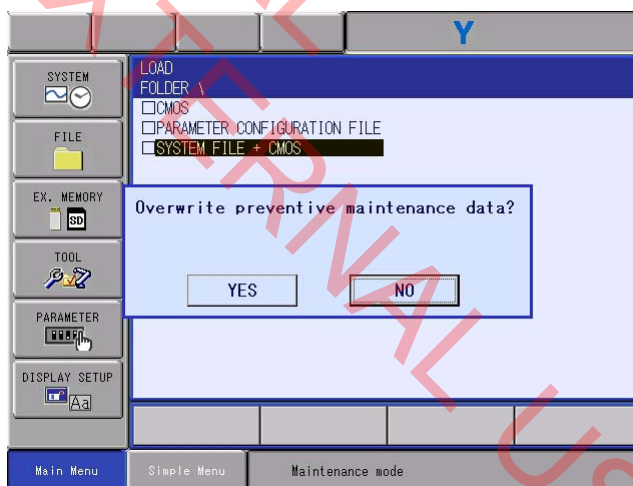 Y
SYSTEM
FILE
EX. MEMORY
SD
TOOL
PARAMETER
DISPLAY SETUP
Aa
LOAD
FOLDER \
CMOS
PARAMETER CONFIGURATION FILE
SYSTEM FILE + CMOS
Overwrite preventive maintenance data?
YES NO
Main Menu Simple Menu Maintenance mode